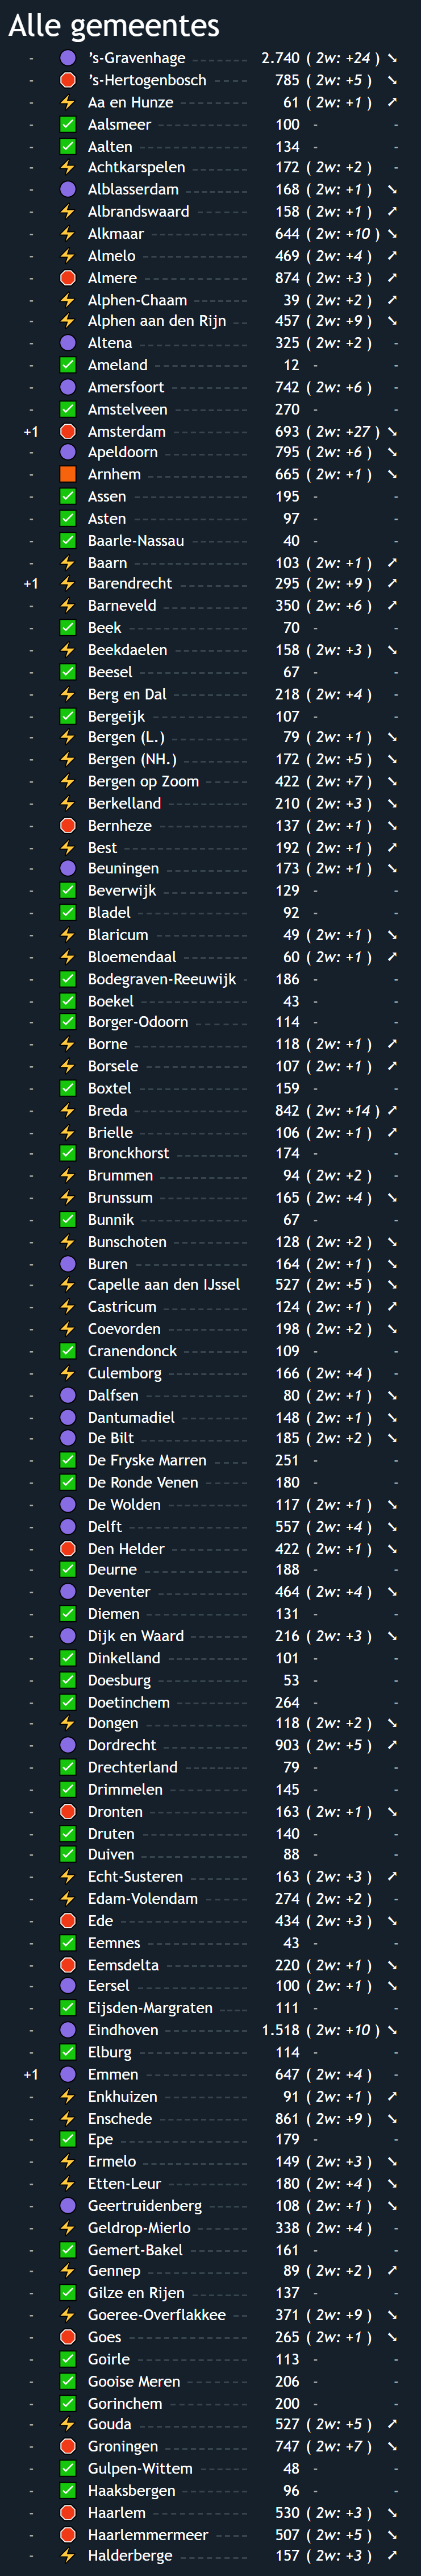 Alle gemeentes
- 's-Gravenhage 2.740 ( 2w: +24 ) ➘
- 's-Hertogenbosch 785 ( 2w: +5 ) ➘
- Aa en Hunze 61 ( 2w: +1 ) ➚
- Aalsmeer 100 - -
- Aalten 134 - -
- Achtkarspelen 172 ( 2w: +2 ) -
- Alblasserdam 168 ( 2w: +1 ) ➘
- Albrandswaard 158 ( 2w: +1 ) ➚
- Alkmaar 644 ( 2w: +10 ) ➘
- Almelo 469 ( 2w: +4 ) ➚
- Almere 874 ( 2w: +3 ) ➚
- Alphen-Chaam 39 ( 2w: +2 ) ➚
- Alphen aan den Rijn 457 ( 2w: +9 ) ➘
- Altena 325 ( 2w: +2 ) -
- Ameland 12 - -
- Amersfoort 742 ( 2w: +6 ) -
- Amstelveen 270 - -
+1 Amsterdam 693 ( 2w: +27 ) ➘
- Apeldoorn 795 ( 2w: +6 ) ➘
- Arnhem 665 ( 2w: +1 ) ➘
- Assen 195 - -
- Asten 97 - -
- Baarle-Nassau 40 - -
- Baarn 103 ( 2w: +1 ) ➚
+1 Barendrecht 295 ( 2w: +9 ) ➚
- Barneveld 350 ( 2w: +6 ) ➚
- Beek 70 - -
- Beekdaelen 158 ( 2w: +3 ) ➘
- Beesel 67 - -
- Berg en Dal 218 ( 2w: +4 ) -
- Bergeijk 107 - -
- Bergen (L.) 79 ( 2w: +1 ) ➘
- Bergen (NH.) 172 ( 2w: +5 ) ➘
- Bergen op Zoom 422 ( 2w: +7 ) ➘
- Berkelland 210 ( 2w: +3 ) ➘
- Bernheze 137 ( 2w: +1 ) ➘
- Best 192 ( 2w: +1 ) ➚
- Beuningen 173 ( 2w: +1 ) ➘
- Beverwijk 129 - -
- Bladel 92 - -
- Blaricum 49 ( 2w: +1 ) ➘
- Bloemendaal 60 ( 2w: +1 ) ➚
- Bodegraven-Reeuwijk 186 - -
- Boekel 43 - -
- Borger-Odoorn 114 - -
- Borne 118 ( 2w: +1 ) ➚
- Borsele 107 ( 2w: +1 ) ➚
- Boxtel 159 - -
- Breda 842 ( 2w: +14 ) ➚
- Brielle 106 ( 2w: +1 ) ➚
- Bronckhorst 174 - -
- Brummen 94 ( 2w: +2 ) -
- Brunssum 165 ( 2w: +4 ) ➘
- Bunnik 67 - -
- Bunschoten 128 ( 2w: +2 ) ➘
- Buren 164 ( 2w: +1 ) ➘
- Capelle aan den IJssel 527 ( 2w: +5 ) ➘
- Castricum 124 ( 2w: +1 ) ➚
- Coevorden 198 ( 2w: +2 ) ➘
- Cranendonck 109 - -
- Culemborg 166 ( 2w: +4 ) -
- Dalfsen 80 ( 2w: +1 ) ➘
- Dantumadiel 148 ( 2w: +1 ) ➘
- De Bilt 185 ( 2w: +2 ) ➘
- De Fryske Marren 251 - -
- De Ronde Venen 180 - -
- De Wolden 117 ( 2w: +1 ) ➘
- Delft 557 ( 2w: +4 ) ➘
- Den Helder 422 ( 2w: +1 ) ➘
- Deurne 188 - -
- Deventer 464 ( 2w: +4 ) ➘
- Diemen 131 - -
- Dijk en Waard 216 ( 2w: +3 ) ➘
- Dinkelland 101 - -
- Doesburg 53 - -
- Doetinchem 264 - -
- Dongen 118 ( 2w: +2 ) ➘
- Dordrecht 903 ( 2w: +5 ) ➚
- Drechterland 79 - -
- Drimmelen 145 - -
- Dronten 163 ( 2w: +1 ) ➘
- Druten 140 - -
- Duiven 88 - -
- Echt-Susteren 163 ( 2w: +3 ) ➚
- Edam-Volendam 274 ( 2w: +2 ) -
- Ede 434 ( 2w: +3 ) ➘
- Eemnes 43 - -
- Eemsdelta 220 ( 2w: +1 ) ➘
- Eersel 100 ( 2w: +1 ) ➘
- Eijsden-Margraten 111 - -
- Eindhoven 1.518 ( 2w: +10 ) ➘
- Elburg 114 - -
+1 Emmen 647 ( 2w: +4 ) -
- Enkhuizen 91 ( 2w: +1 ) ➚
- Enschede 861 ( 2w: +9 ) ➘
- Epe 179 - -
- Ermelo 149 ( 2w: +3 ) ➘
- Etten-Leur 180 ( 2w: +4 ) ➘
- Geertruidenberg 108 ( 2w: +1 ) ➘
- Geldrop-Mierlo 338 ( 2w: +4 ) -
- Gemert-Bakel 161 - -
- Gennep 89 ( 2w: +2 ) ➚
- Gilze en Rijen 137 - -
- Goeree-Overflakkee 371 ( 2w: +9 ) ➘
- Goes 265 ( 2w: +1 ) ➘
- Goirle 113 - -
- Gooise Meren 206 - -
- Gorinchem 200 - -
- Gouda 527 ( 2w: +5 ) ➚
- Groningen 747 ( 2w: +7 ) ➘
- Gulpen-Wittem 48 - -
- Haaksbergen 96 - -
- Haarlem 530 ( 2w: +3 ) ➘
- Haarlemmermeer 507 ( 2w: +5 ) ➘
- Halderberge 157 ( 2w: +3 ) ➚